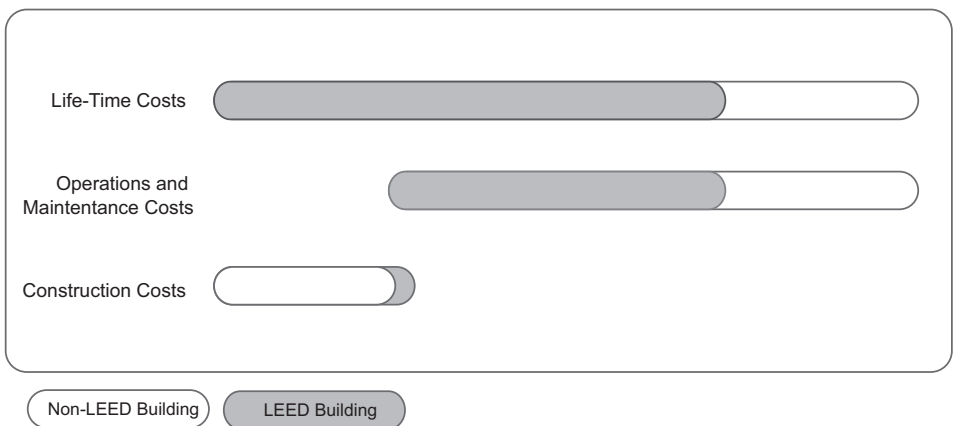 Life-Time Costs
Operations and
Maintentance Costs
Construction Costs
Non-LEED Building
LEED Building